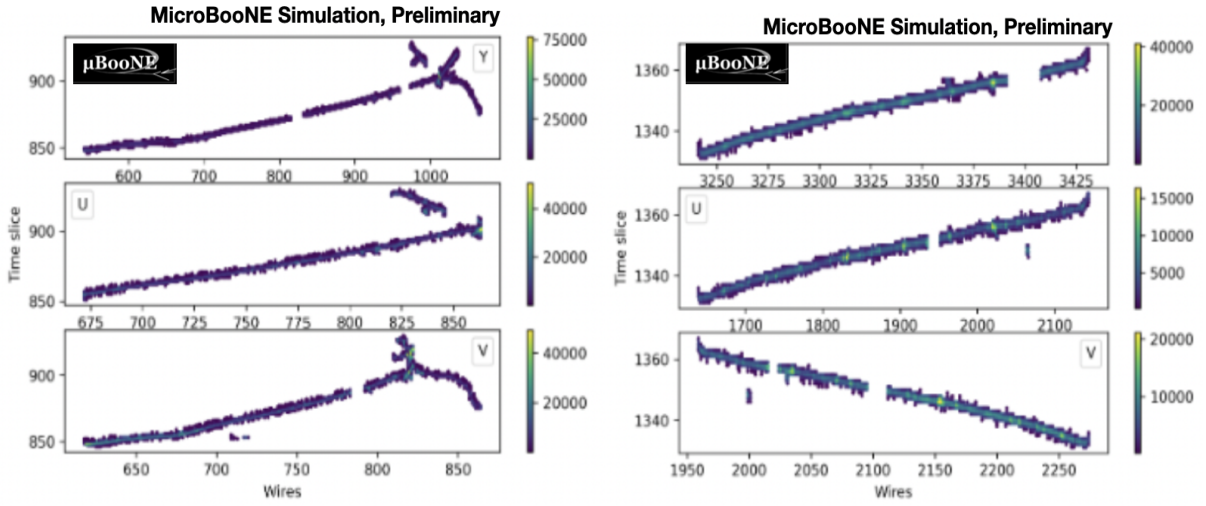 MicroBooNE Simulation, Preliminary
µBooNE
Y
75000
50000
25000
900
850
600 700 800 900 1000
U
40000
20000
900
850
675 700 725 750 775 800 825 850
V
40000
20000
900
850
650 700 750 800 850
Time slice
Wires
MicroBooNE Simulation, Preliminary
µBooNE
40000
20000
1360
1340
3250 3275 3300 3325 3350 3375 3400 3425
U
15000
10000
5000
1360
1340
1700 1800 1900 2000 2100
V
20000
10000
1360
1340
1950 2000 2050 2100 2150 2200 2250
Time slice
Wires